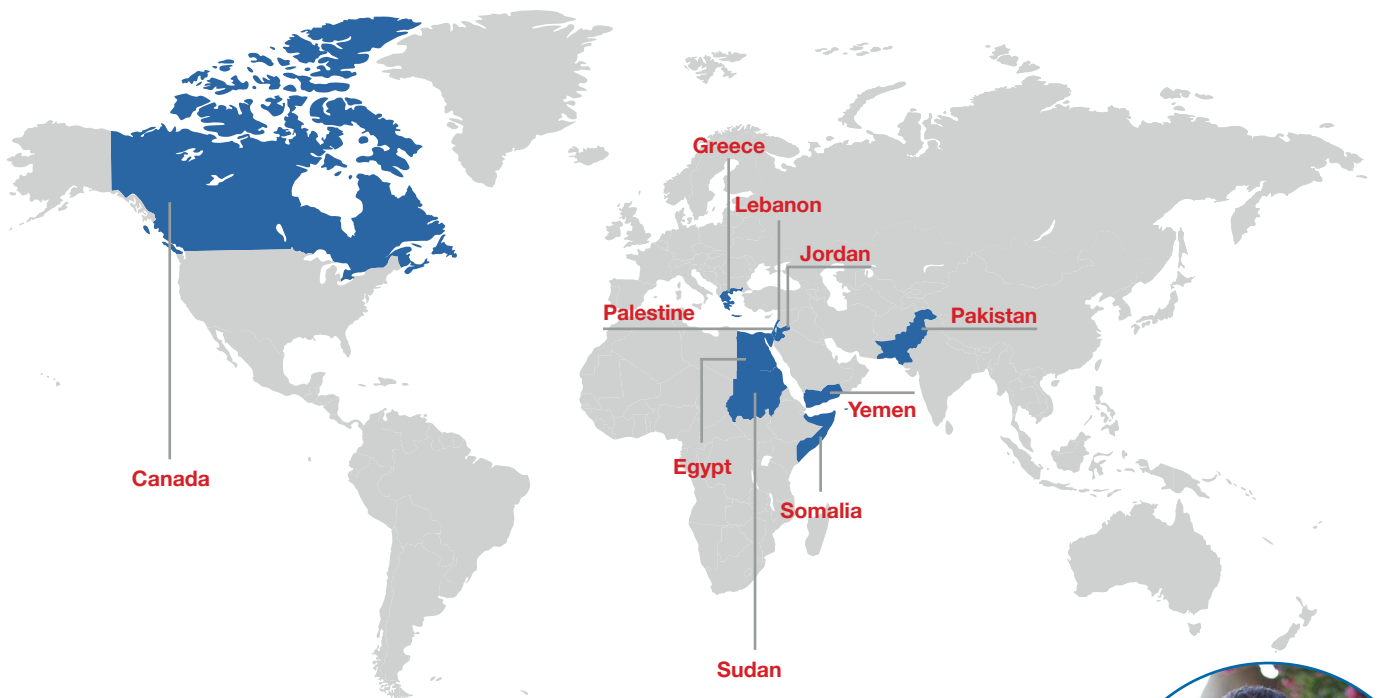 Greece
Lebanon
Jordan
Palestine
Pakistan
Yemen
Egypt
Canada
Somalia
Sudan